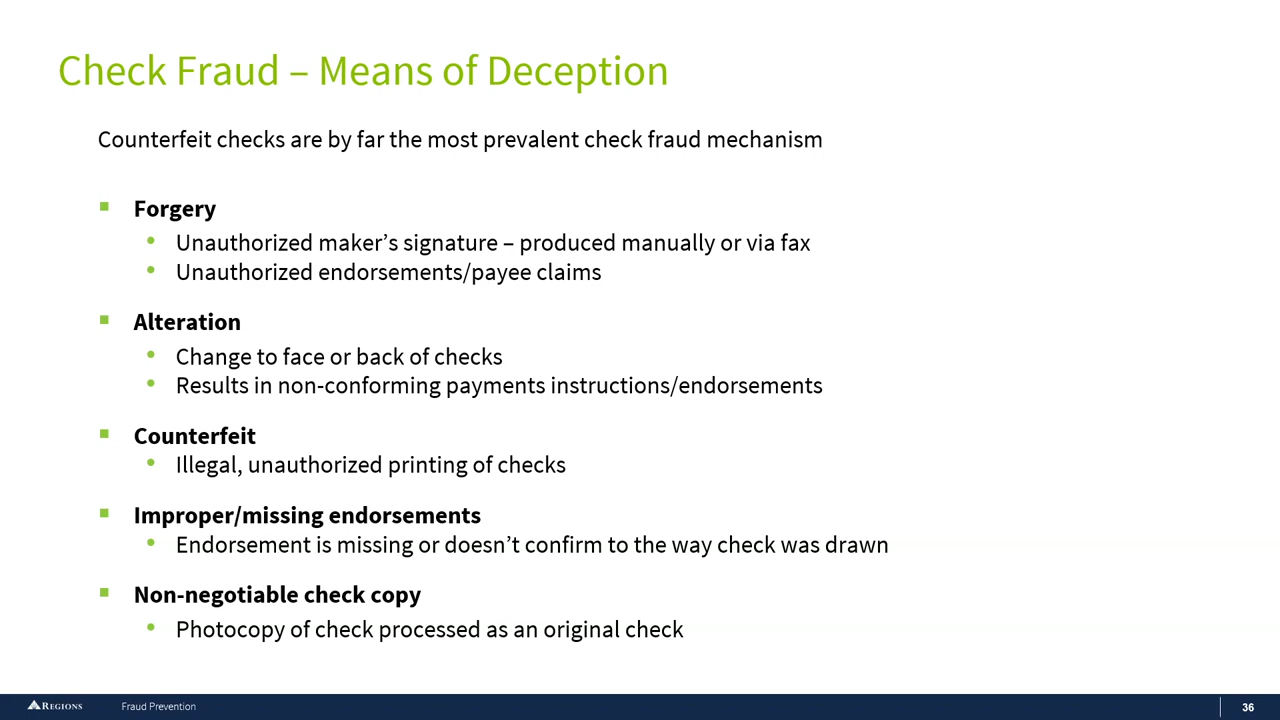 Check Fraud – Means of Deception
Counterfeit checks are by far the most prevalent check fraud mechanism
Forgery
Unauthorized maker’s signature – produced manually or via fax
Unauthorized endorsements/payee claims
Alteration
Change to face or back of checks
Results in non-conforming payments instructions/endorsements
Counterfeit
Illegal, unauthorized printing of checks
Improper/missing endorsements
Endorsement is missing or doesn’t confirm to the way check was drawn
Non-negotiable check copy
Photocopy of check processed as an original check
REGIONS
Fraud Prevention
36